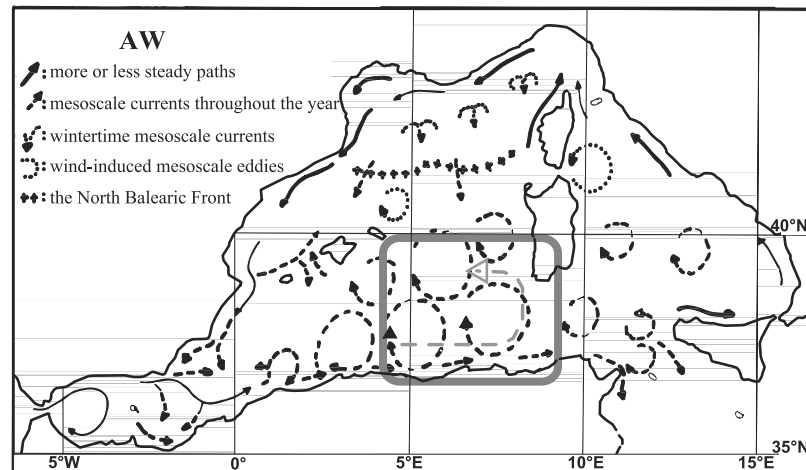 AW
: more or less steady paths
: mesoscale currents throughout the year
: wintertime mesoscale currents
: wind-induced mesoscale eddies
: the North Balearic Front
40°N
35°N
5°W 0° 5°E 10°E 15°E